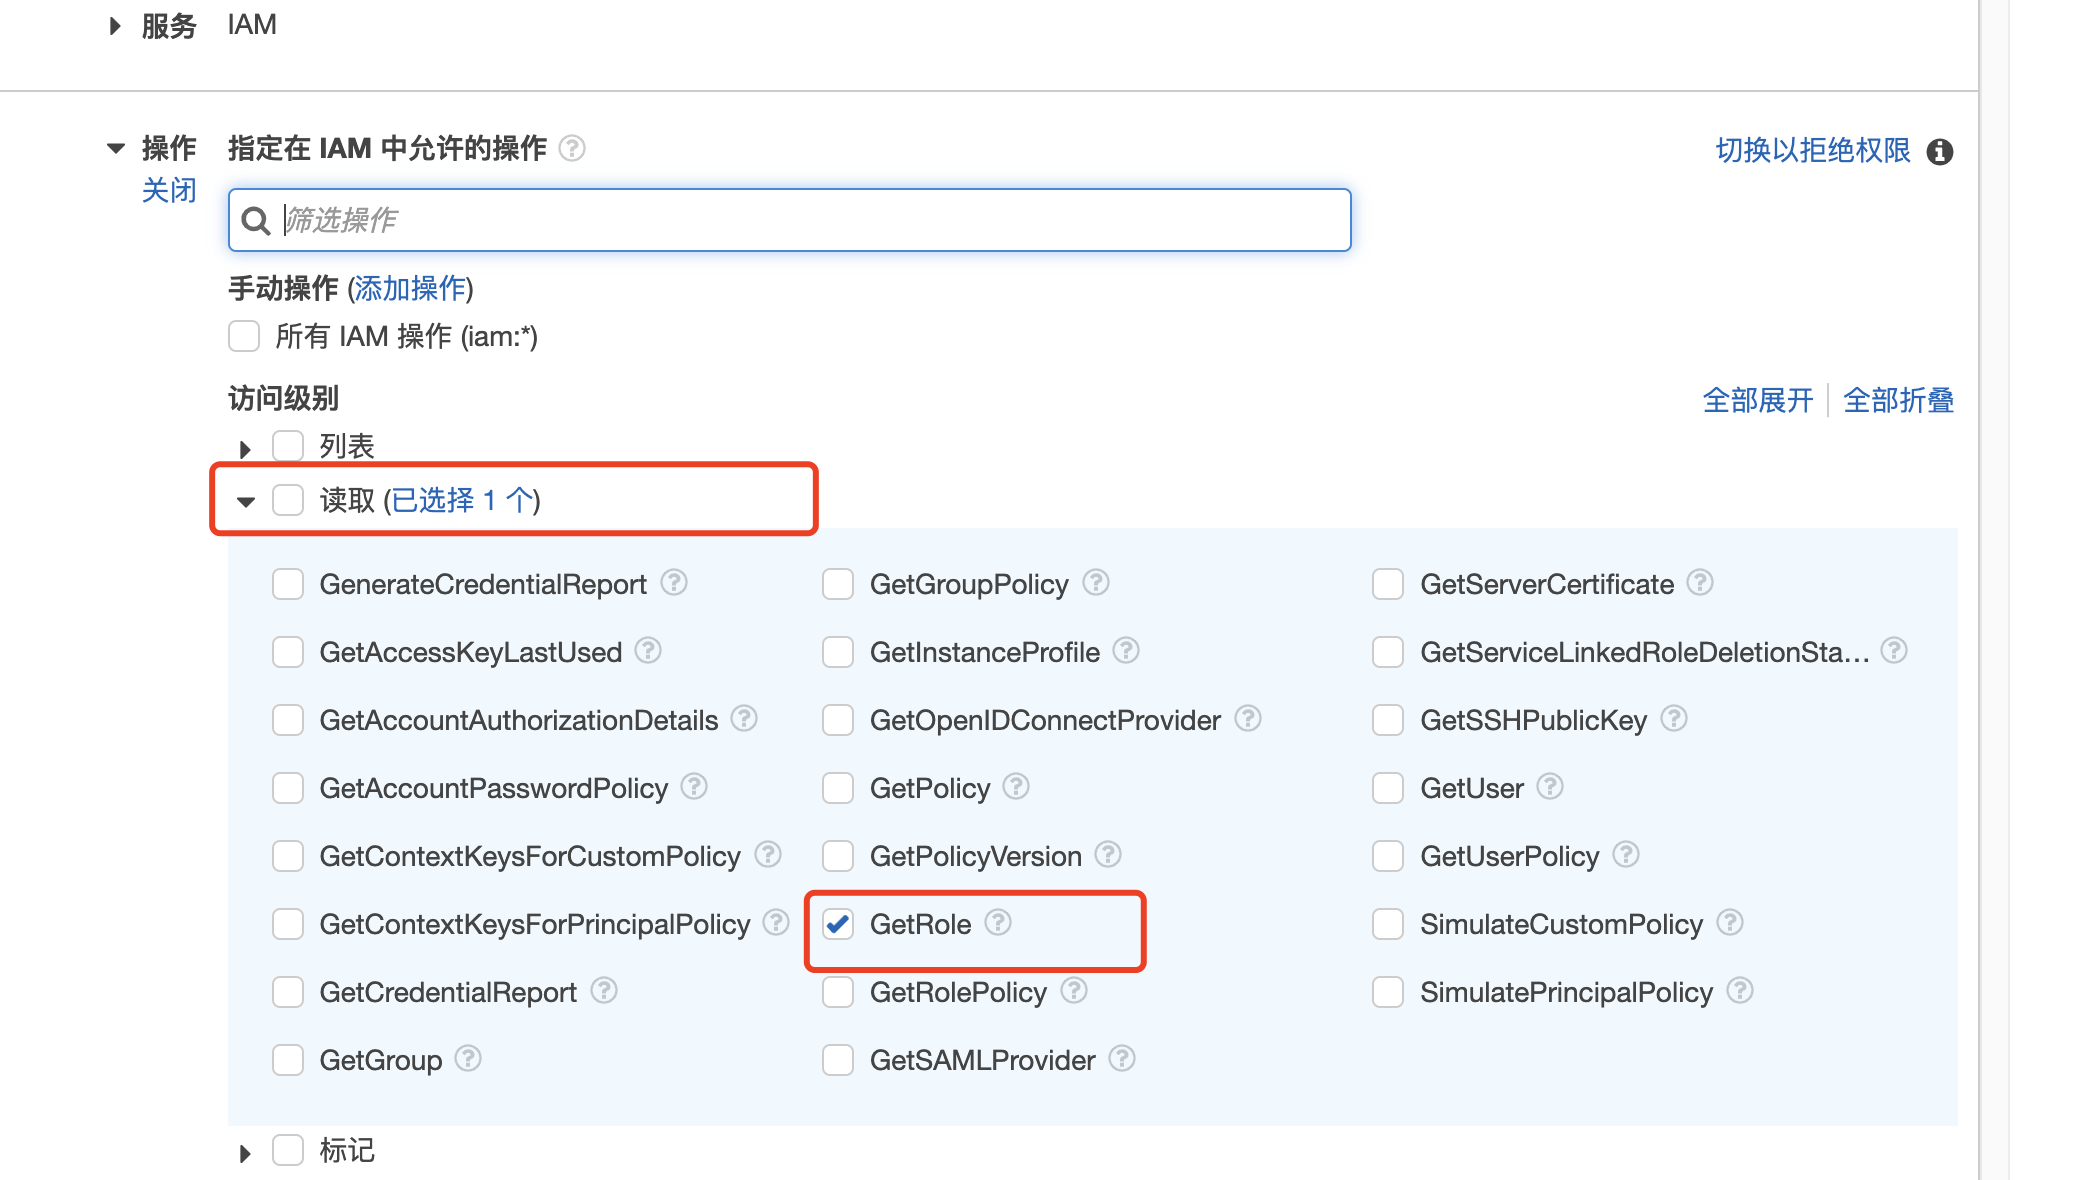 服务 IAM
操作 指定在 IAM 中允许的操作 ? 切换以拒绝权限 i
关闭
筛选操作
手动操作 (添加操作)
所有 IAM 操作 (iam:*)
访问级别 全部展开 全部折叠
列表
读取 (已选择 1 个)
GenerateCredentialReport ? GetGroupPolicy ? GetServerCertificate ?
GetAccessKeyLastUsed ? GetInstanceProfile ? GetServiceLinkedRoleDeletionSta... ?
GetAccountAuthorizationDetails ? GetOpenIDConnectProvider ? GetSSHPublicKey ?
GetAccountPasswordPolicy ? GetPolicy ? GetUser ?
GetContextKeysForCustomPolicy ? GetPolicyVersion ? GetUserPolicy ?
GetContextKeysForPrincipalPolicy ? GetRole ? SimulateCustomPolicy ?
GetCredentialReport ? GetRolePolicy ? SimulatePrincipalPolicy ?
GetGroup ? GetSAMLProvider ?
标记